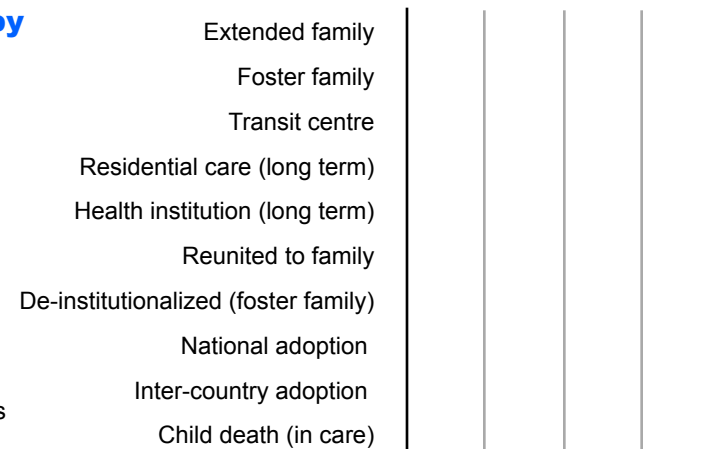 by
Extended family
Foster family
Transit centre
Residential care (long term)
Health institution (long term)
Reunited to family
De-institutionalized (foster family)
National adoption
Inter-country adoption
s
Child death (in care)